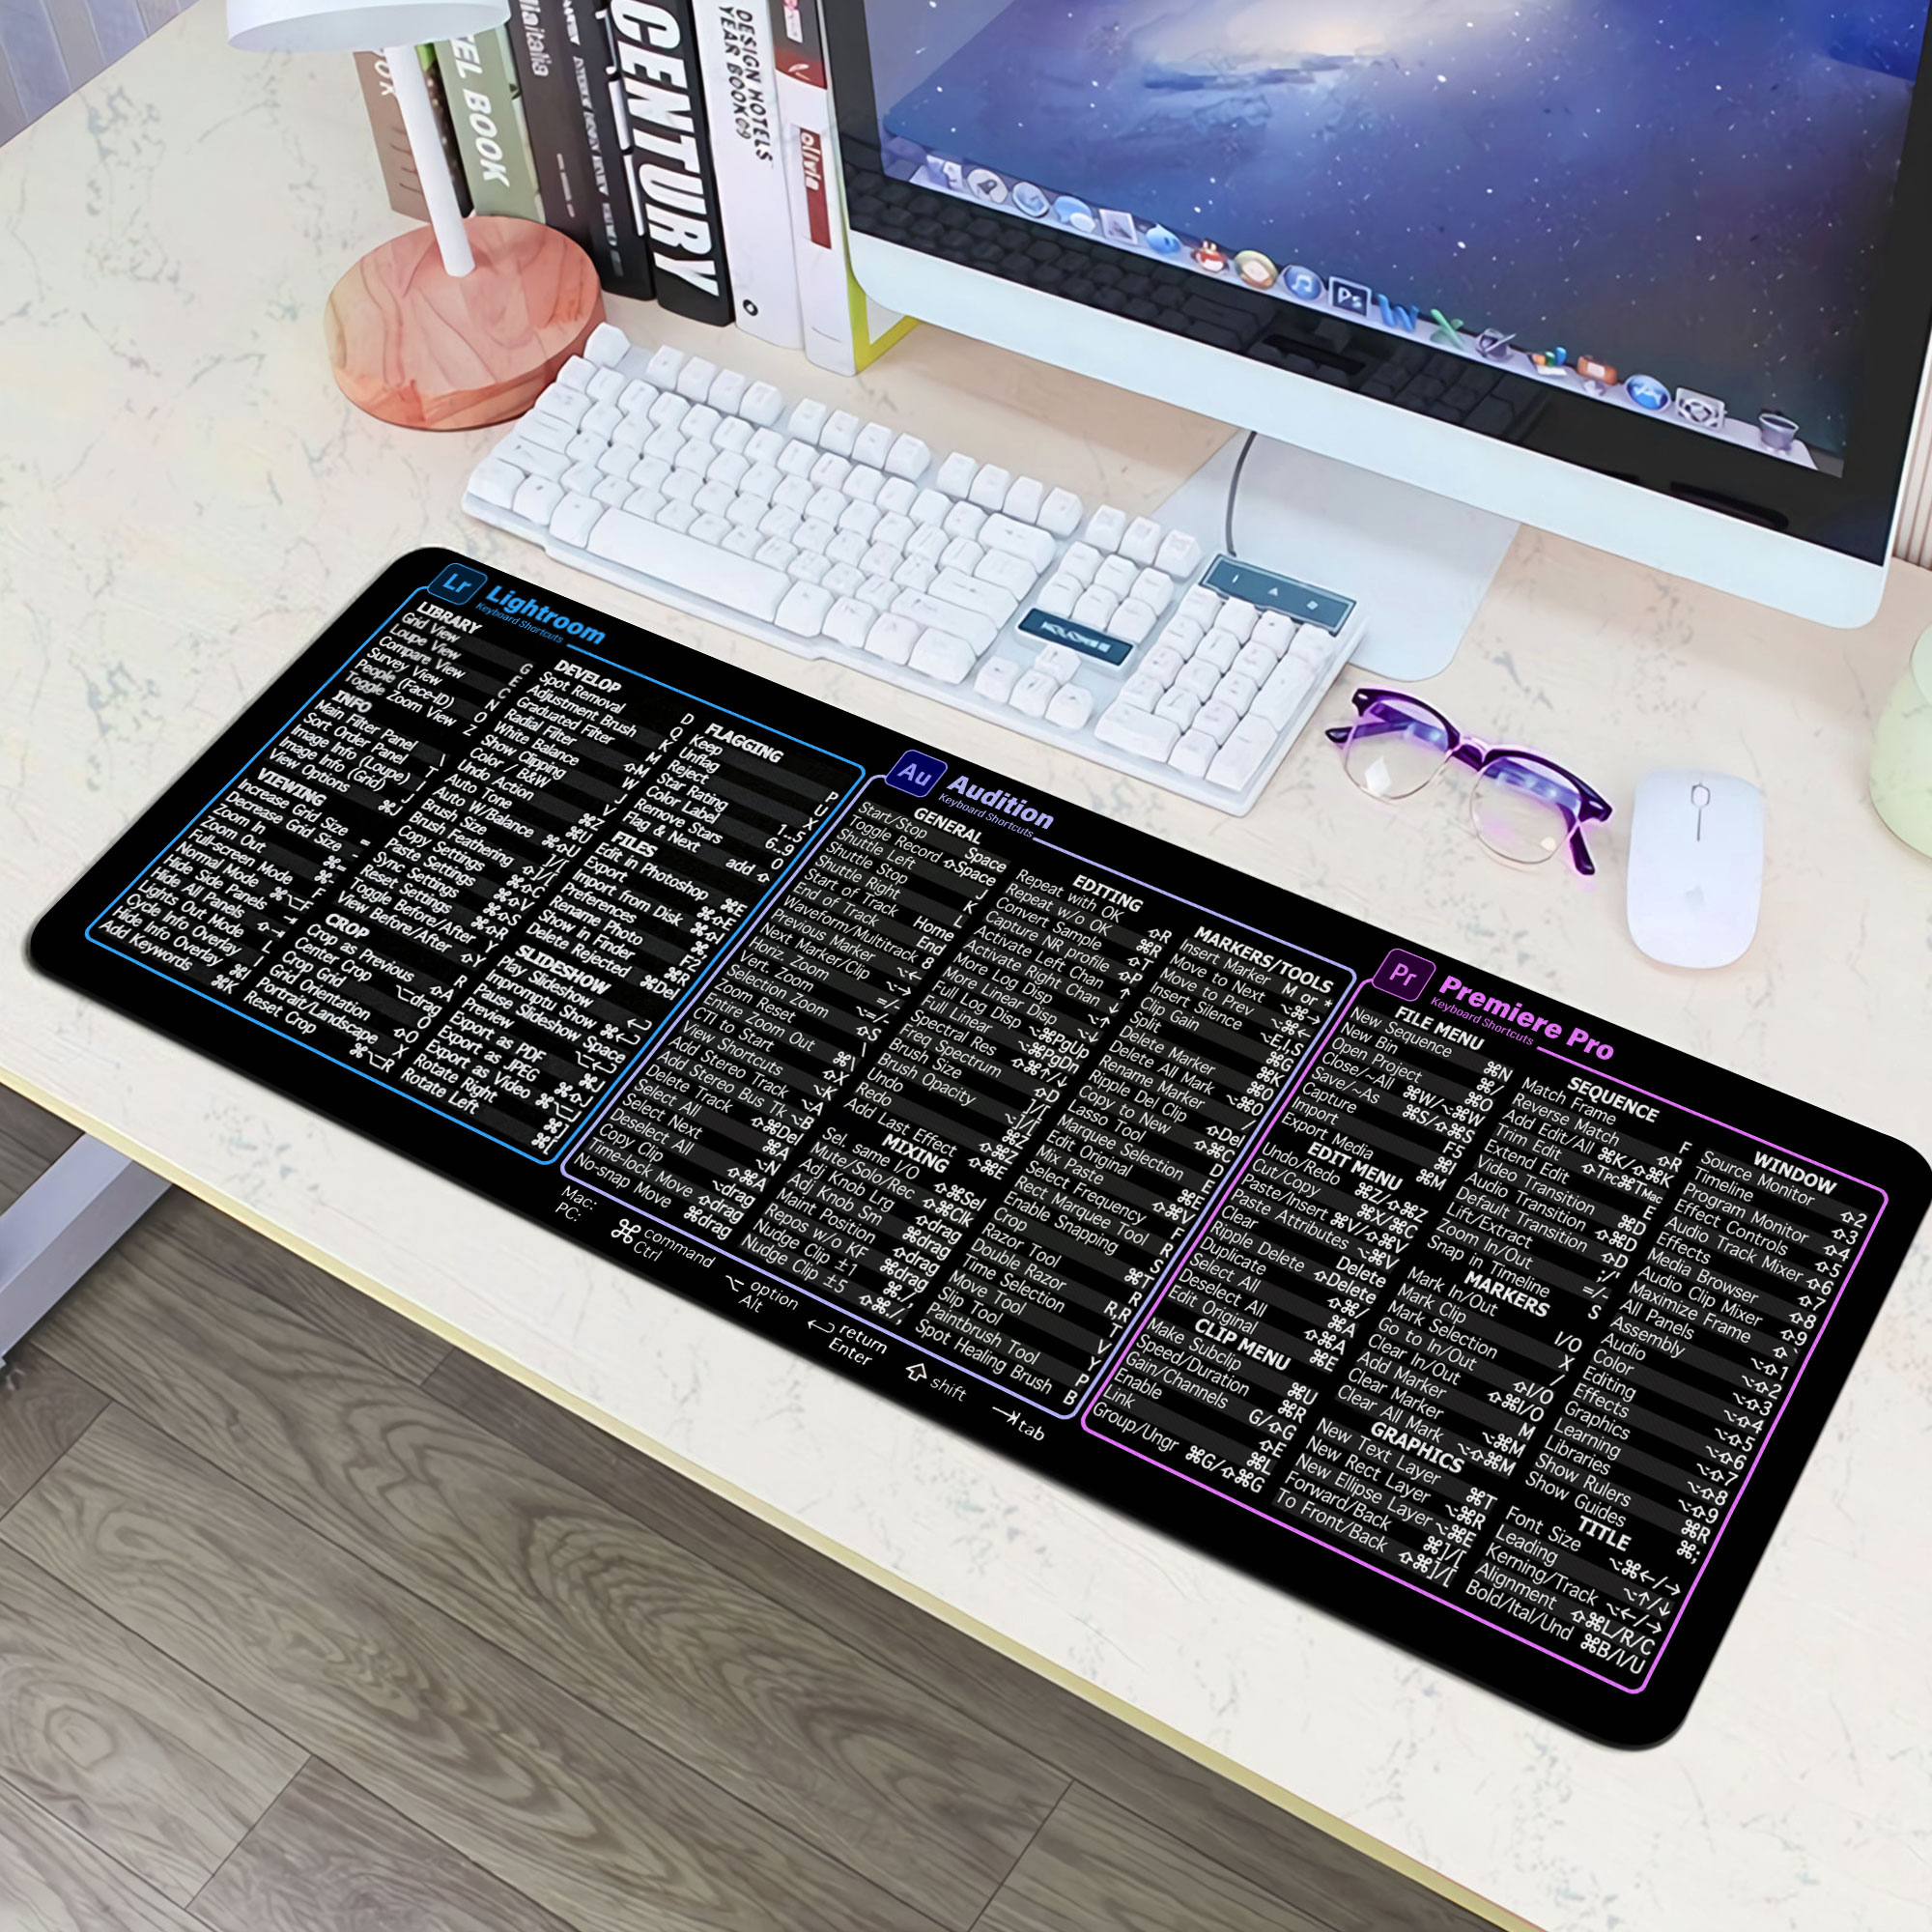 TEL BOOK
CENTURY
DESIGN HOTELS
YEAR BOOK
olivia
Ps
Lr Lightroom
Keyboard Shortcuts
LIBRARY
Grid View G
Loupe View E
Compare View C
Survey View N
People (Face-ID) O
Toggle Zoom View Z
INFO
Main Filter Panel \
Sort Order Panel T
Image Info (Loupe) I
Image Info (Grid) J
View Options ⌘J
VIEWING
Increase Grid Size =
Decrease Grid Size -
Zoom In ⌘=
Zoom Out ⌘-
Full-screen Mode F
Normal Mode ⌘⌥F
Hide Side Panels ⇥
Hide All Panels ⇧⇥
Lights Out Mode L
Cycle Info Overlay I
Hide Info Overlay ⌘I
Add Keywords ⌘K
DEVELOP D
Spot Removal Q
Adjustment Brush K
Graduated Filter M
Radial Filter ⇧M
White Balance W
Show Clipping J
Color / B&W V
Undo Action ⌘Z
Auto Tone ⌘U
Auto W/Balance ⌘⇧U
Brush Size ]/[
Brush Feathering ⇧]/[
Copy Settings ⌘⇧C
Paste Settings ⌘⇧V
Sync Settings ⌘⇧S
Reset Settings ⌘⇧R
Toggle Before/After Y
View Before/After ⇧Y
CROP R
Crop as Previous ⇧A
Center Crop ⌥drag
Crop Grid O
Grid Orientation ⇧O
Portrait/Landscape X
Reset Crop ⌘⌥R
FLAGGING
Keep P
Unflag U
Reject X
Star Rating 1..5
Color Label 6..9
Remove Stars 0
Flag & Next add ⇧
FILES
Edit in Photoshop ⌘E
Export ⌘⇧E
Import from Disk ⌘⇧I
Preferences ⌘,
Rename Photo F2
Show in Finder ⌘R
Delete Rejected ⌘Del
SLIDESHOW
Play Slideshow ↩
Impromptu Show ⌘↩
Pause Slideshow Space
Preview ⌥↩
Export as PDF ⌘J
Export as JPEG ⌘⇧J
Export as Video ⌘⌥J
Rotate Right ⌘]
Rotate Left ⌘[
Au Audition
Keyboard Shortcuts
GENERAL
Start/Stop Space
Toggle Record ⇧Space
Shuttle Left J
Shuttle Stop K
Shuttle Right L
Start of Track Home
End of Track End
Waveform/Multitrack 8
Previous Marker ⌥←
Next Marker/Clip ⌥→
Horiz. Zoom =/-
Vert. Zoom ⌥=/-
Selection Zoom ⇧S
Zoom Reset \
Entire Zoom Out ⌘\
CTI to Start ⇧X
View Shortcuts ⌥K
Add Stereo Track ⌥A
Add Stereo Bus Tk ⌥B
Delete Track ⇧⌘Del
Select All ⌘A
Select Next ⌥N
Deselect All ⇧⌘A
Copy Clip ⌥drag
Time-lock Move ⇧drag
No-snap Move ⌘drag
EDITING
Repeat with OK ⇧R
Repeat w/o OK ⌘R
Convert Sample ⇧T
Capture NR profile ⇧P
Activate Left Chan ↑
Activate Right Chan ↓
More Log Disp ⌥↑
More Linear Disp ⌥↓
Full Log Disp ⌥⌘PgUp
Full Linear ⌥⌘PgDn
Spectral Res ⇧⌘↑/↓
Freq Spectrum ⇧D
Brush Size ]/[
Brush Opacity ⌥]/[
Undo ⌘Z
Redo ⇧⌘Z
Add Last Effect ⇧⌘E
MIXING
Sel. same I/O ⇧⌘Sel
Mute/Solo/Rec ⇧⌘Clk
Adj Knob Lrg ⇧drag
Adj Knob Sm ⌘drag
Maint Position ⇧drag
Repos w/o KF ⌘drag
Nudge Clip ±1 ⌘./,
Nudge Clip ±5 ⇧⌘./,
MARKERS/TOOLS
Insert Marker M or *
Move to Next ⌥⌘→
Move to Prev ⌥⌘←
Insert Silence ⌥E,I,S
Clip Gain ⌘G
Split ⌘K
Delete Marker ⌘0
Delete All Mark ⌥⌘0
Rename Marker /
Ripple Del Clip ⇧Del
Copy to New ⇧⌘C
Lasso Tool D
Marquee Selection E
Edit Original ⌘E
Mix Paste ⇧⌘V
Select Frequency F
Rect Marquee Tool R
Enable Snapping S
Crop ⌘T
Razor Tool R
Double Razor R,R
Time Selection T
Move Tool V
Slip Tool Y
Paintbrush Tool P
Spot Healing Brush B
Pr Premiere Pro
Keyboard Shortcuts
FILE MENU
New Sequence ⌘N
New Bin ⌘/
Open Project ⌘O
Close/~All ⌘W/⌥⌘W
Save/~As ⌘S/⇧⌘S
Capture F5
Import ⌘I
Export Media ⌘M
EDIT MENU
Undo/Redo ⌘Z/⇧⌘Z
Cut/Copy ⌘X/⌘C
Paste/Insert ⌘V/⇧⌘V
Paste Attributes ⌥⌘V
Clear Delete
Ripple Delete ⇧Delete
Duplicate ⇧⌘/
Select All ⌘A
Deselect All ⇧⌘A
Edit Original ⌘E
CLIP MENU
Make Subclip ⌘U
Speed/Duration ⌘R
Gain/Channels G/⇧G
Enable ⇧E
Link ⌘L
Group/Ungr ⌘G/⇧⌘G
SEQUENCE
Match Frame F
Reverse Match ⇧R
Add Edit/All ⌘K/⇧⌘K
Trim Edit ⇧Tpc⌘TMac
Extend Edit E
Video Transition ⌘D
Audio Transition ⇧⌘D
Default Transition ⇧D
Lift/Extract ;/'
Zoom In/Out =/-
Snap in Timeline S
MARKERS
Mark In/Out I/O
Mark Clip X
Mark Selection /
Go to In/Out ⇧I/O
Clear In/Out ⇧⌘I/O
Add Marker M
Clear Marker ⌥⌘M
Clear All Mark ⌥⇧⌘M
GRAPHICS
New Text Layer ⌘T
New Rect Layer ⌥⌘R
New Ellipse Layer ⌥⌘E
Forward/Back ⌘]/[
To Front/Back ⇧⌘]/[
WINDOW
Source Monitor ⇧2
Timeline ⇧3
Program Monitor ⇧4
Effect Controls ⇧5
Audio Track Mixer ⇧6
Effects ⇧7
Media Browser ⇧8
Audio Clip Mixer ⇧9
Maximize Frame ⇧`
All Panels
Assembly ⌥⇧1
Audio ⌥⇧2
Color ⌥⇧3
Editing ⌥⇧4
Effects ⌥⇧5
Graphics ⌥⇧6
Learning ⌥⇧7
Libraries ⌥⇧8
Show Rulers ⌘R
Show Guides ⌘;
TITLE
Font Size ⌥⌘←/→
Leading ⌥↑/↓
Kerning/Track ⌥←/→
Alignment ⇧⌘L/R/C
Bold/Ital/Und ⌘B/I/U
Mac: ⌘ command ⌥ option ↩ return ⇧ shift ⇥ tab
PC: Ctrl Alt Enter